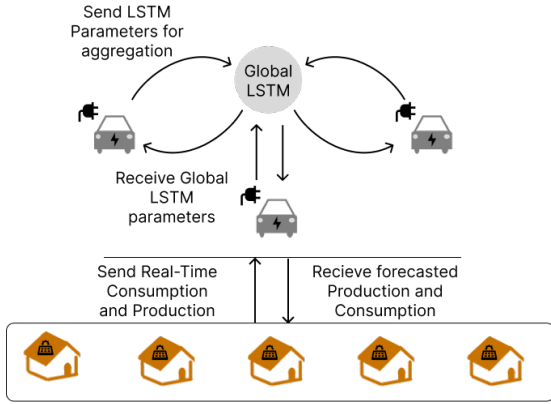 Send LSTM
Parameters for
aggregation
Global
LSTM
Receive Global
LSTM
parameters
Send Real-Time
Consumption
and Production
Recieve forecasted
Production and
Consumption